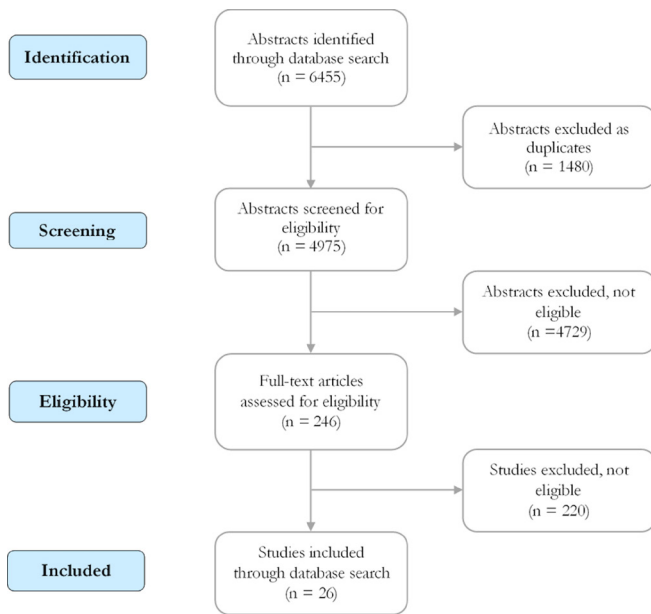 Identification
Abstracts identified
through database search
(n = 6455)
Abstracts excluded as
duplicates
(n = 1480)
Screening
Abstracts screened for
eligibility
(n = 4975)
Abstracts excluded, not
eligible
(n =4729)
Eligibility
Full-text articles
assessed for eligibility
(n = 246)
Studies excluded, not
eligible
(n = 220)
Included
Studies included
through database search
(n = 26)